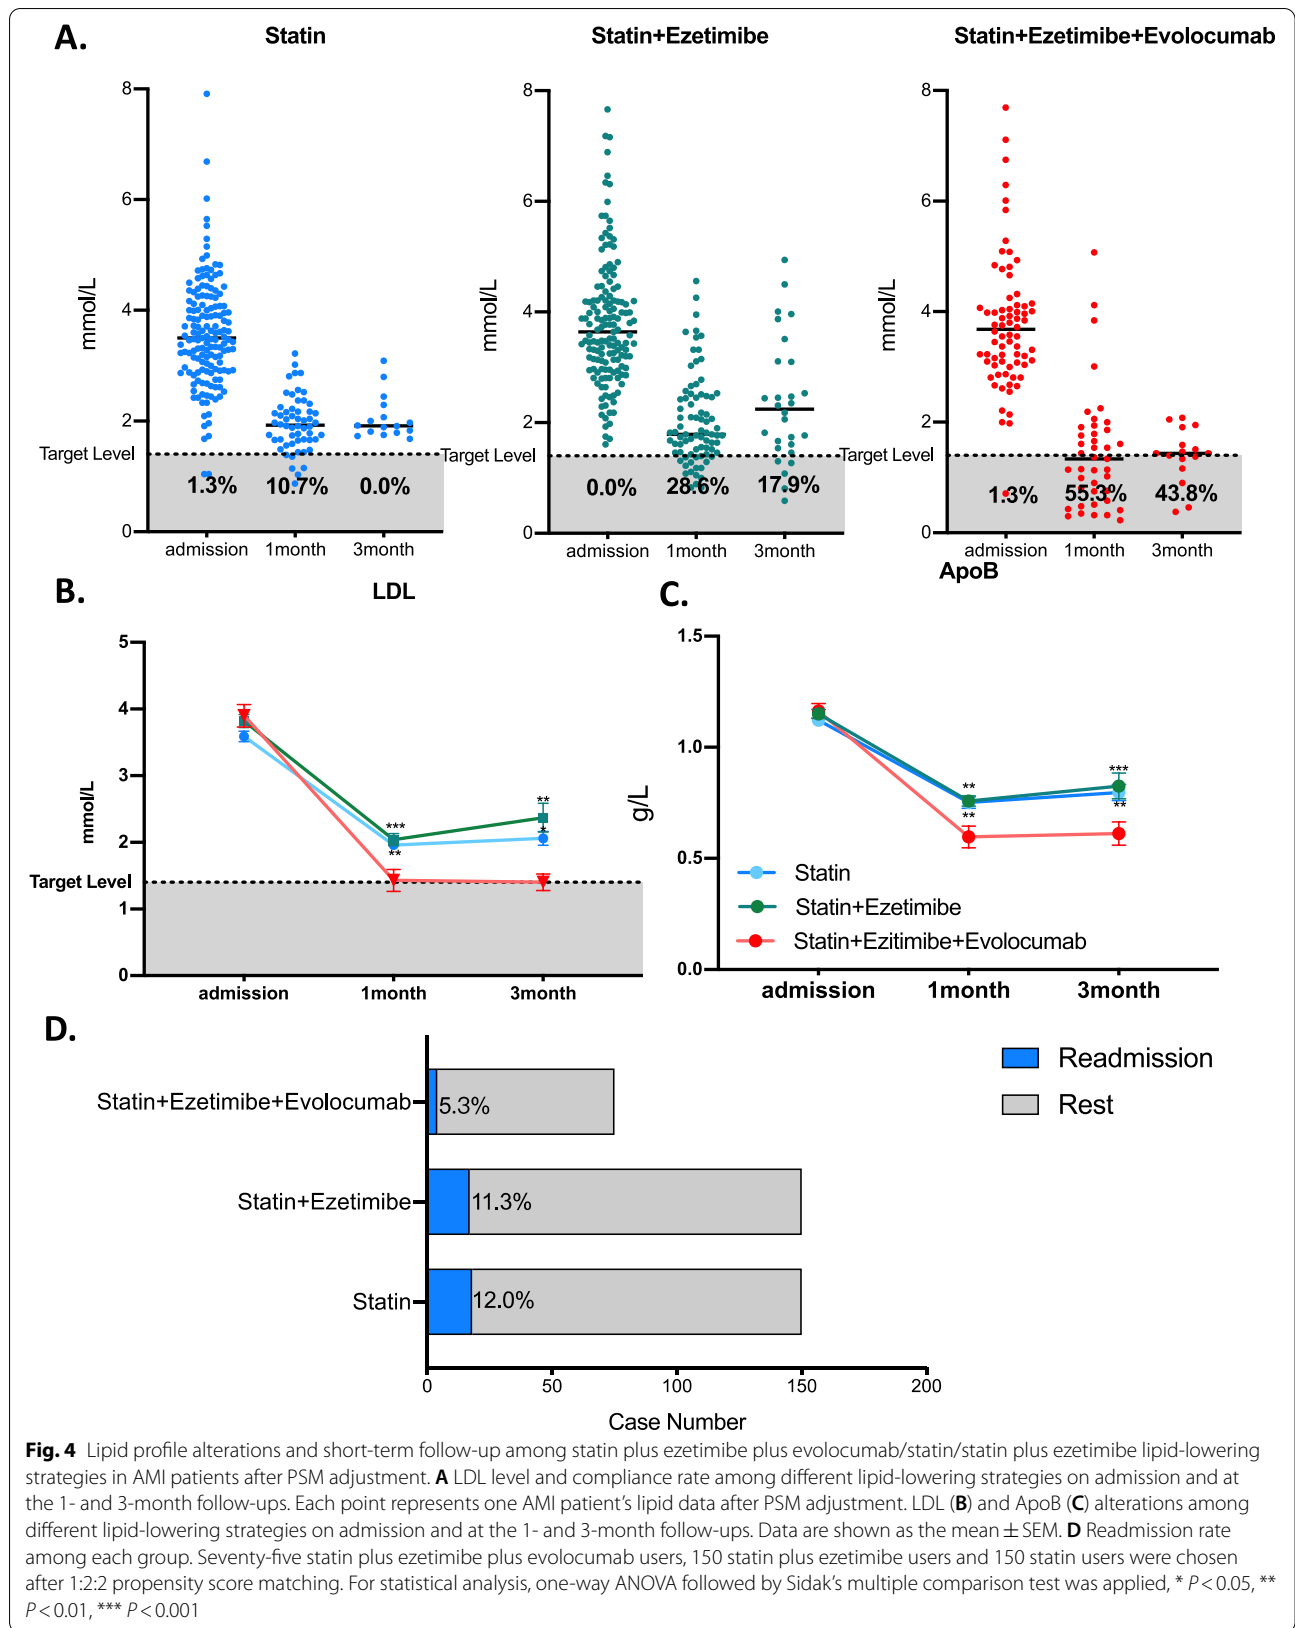 A.
Statin
Statin+Ezetimibe
Statin+Ezetimibe+Evolocumab
8
6
4
2
0
mmol/L
Target Level
1.3%
10.7%
0.0%
admission
1month
3month
8
6
4
2
0
mmol/L
Target Level
0.0%
28.6%
17.9%
admission
1month
3month
8
6
4
2
0
mmol/L
Target Level
1.3%
55.3%
43.8%
admission
1month
3month
B.
LDL
5
4
3
2
1
0
mmol/L
Target Level
***
**
**
*
admission
1month
3month
C.
ApoB
1.5
1.0
0.5
0.0
g/L
**
**
***
**
Statin
Statin+Ezetimibe
Statin+Ezitimibe+Evolocumab
admission
1month
3month
D.
Statin+Ezetimibe+Evolocumab
5.3%
Statin+Ezetimibe
11.3%
Statin
12.0%
0
50
100
150
200
Case Number
Readmission
Rest
Fig. 4 Lipid profile alterations and short-term follow-up among statin plus ezetimibe plus evolocumab/statin/statin plus ezetimibe lipid-lowering
strategies in AMI patients after PSM adjustment. A LDL level and compliance rate among different lipid-lowering strategies on admission and at
the 1- and 3-month follow-ups. Each point represents one AMI patient's lipid data after PSM adjustment. LDL (B) and ApoB (C) alterations among
different lipid-lowering strategies on admission and at the 1- and 3-month follow-ups. Data are shown as the mean ± SEM. D Readmission rate
among each group. Seventy-five statin plus ezetimibe plus evolocumab users, 150 statin plus ezetimibe users and 150 statin users were chosen
after 1:2:2 propensity score matching. For statistical analysis, one-way ANOVA followed by Sidak's multiple comparison test was applied, * P < 0.05, **
P < 0.01, *** P < 0.001